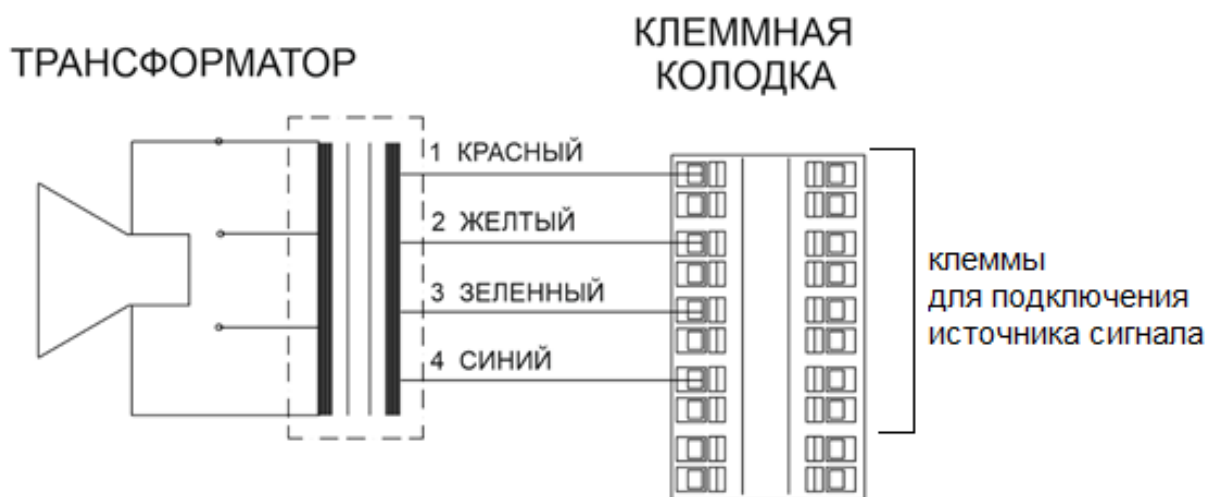 ТРАНСФОРМАТОР
КЛЕММНАЯ
КОЛОДКА
1 КРАСНЫЙ
2 ЖЕЛТЫЙ
3 ЗЕЛЕННЫЙ
4 СИНИЙ
клеммы
для подключения
источника сигнала